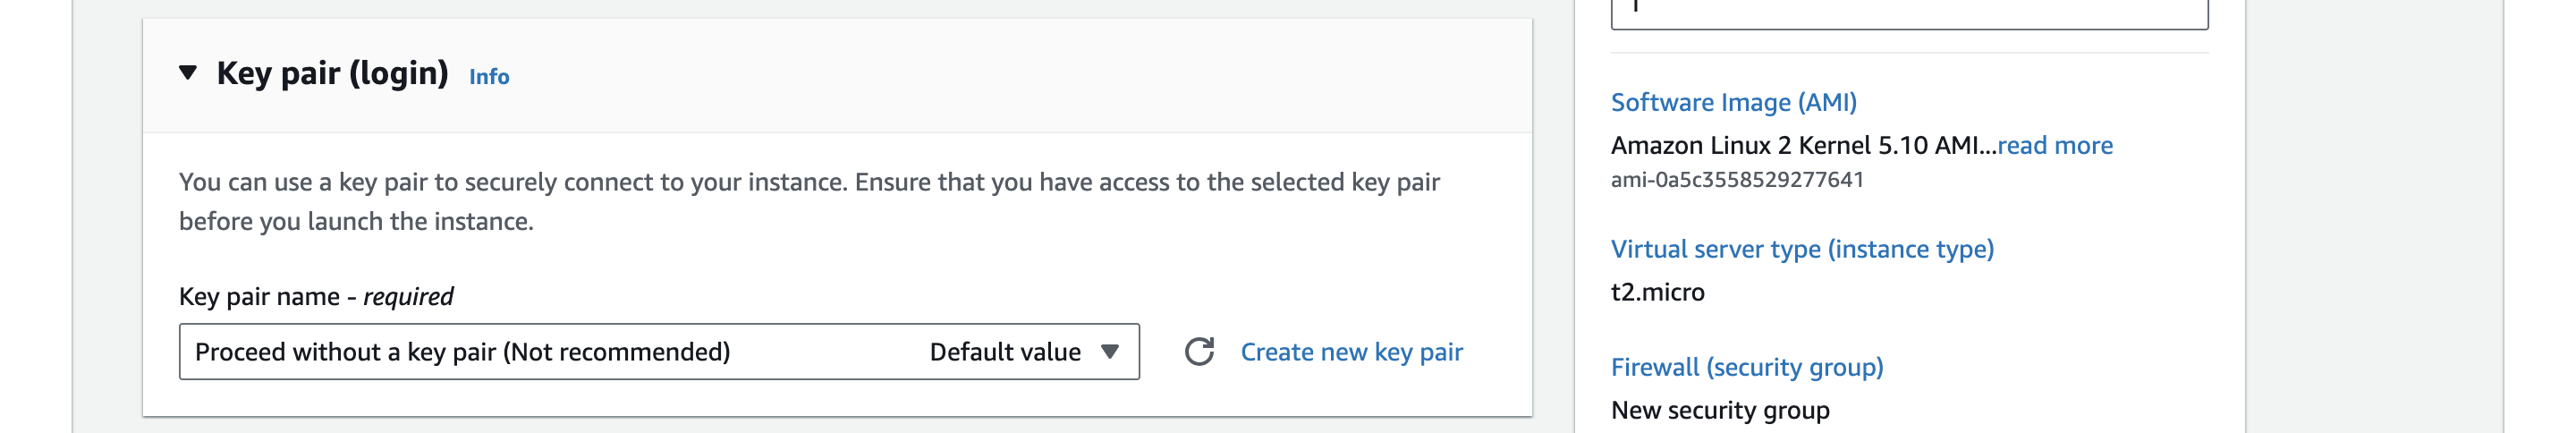 Key pair (login) Info
You can use a key pair to securely connect to your instance. Ensure that you have access to the selected key pair
before you launch the instance.
Key pair name - required
Proceed without a key pair (Not recommended) Default value
Create new key pair
Software Image (AMI)
Amazon Linux 2 Kernel 5.10 AMI...read more
ami-0a5c3558529277641
Virtual server type (instance type)
t2.micro
Firewall (security group)
New security group